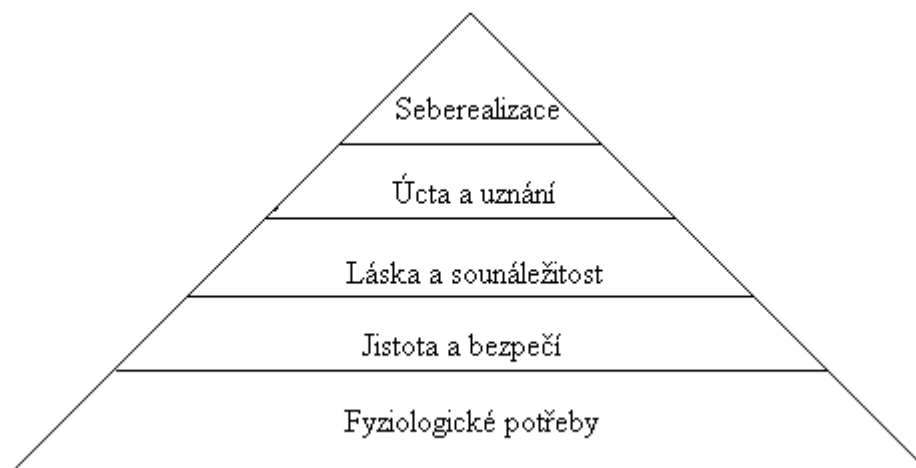 Seberealizace
Úcta a uznání
Láska a sounáležitost
Jistota a bezpečí
Fyziologické potřeby